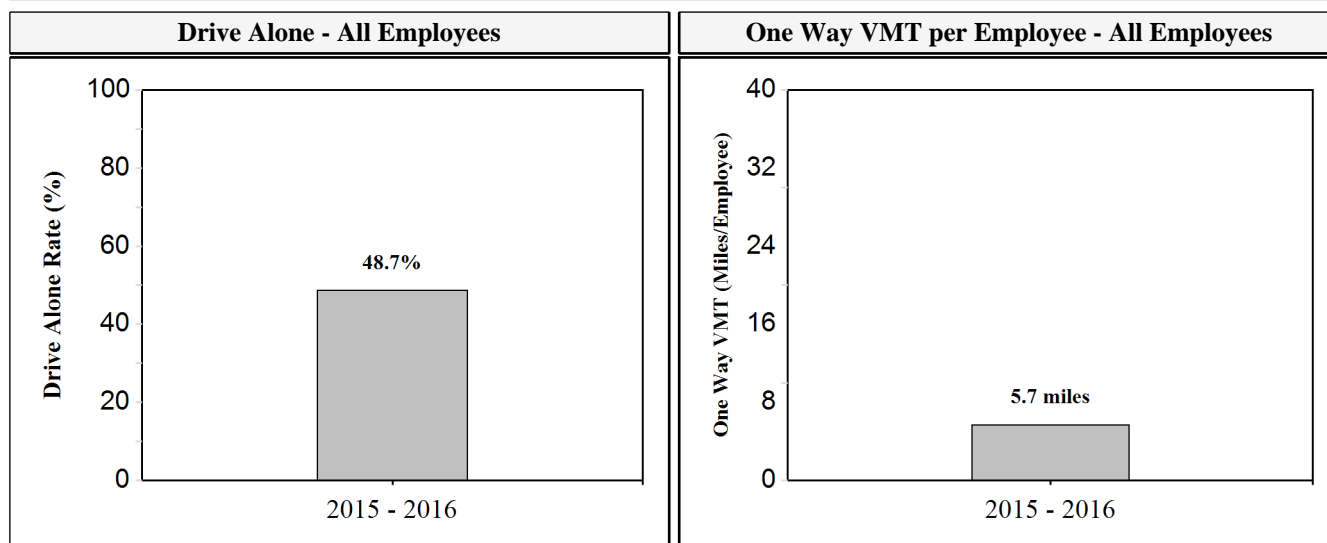 Drive Alone - All Employees
Drive Alone Rate (%)
100
80
60
40
20
0
48.7%
2015 - 2016
One Way VMT per Employee - All Employees
One Way VMT (Miles/Employee)
40
32
24
16
8
0
5.7 miles
2015 - 2016